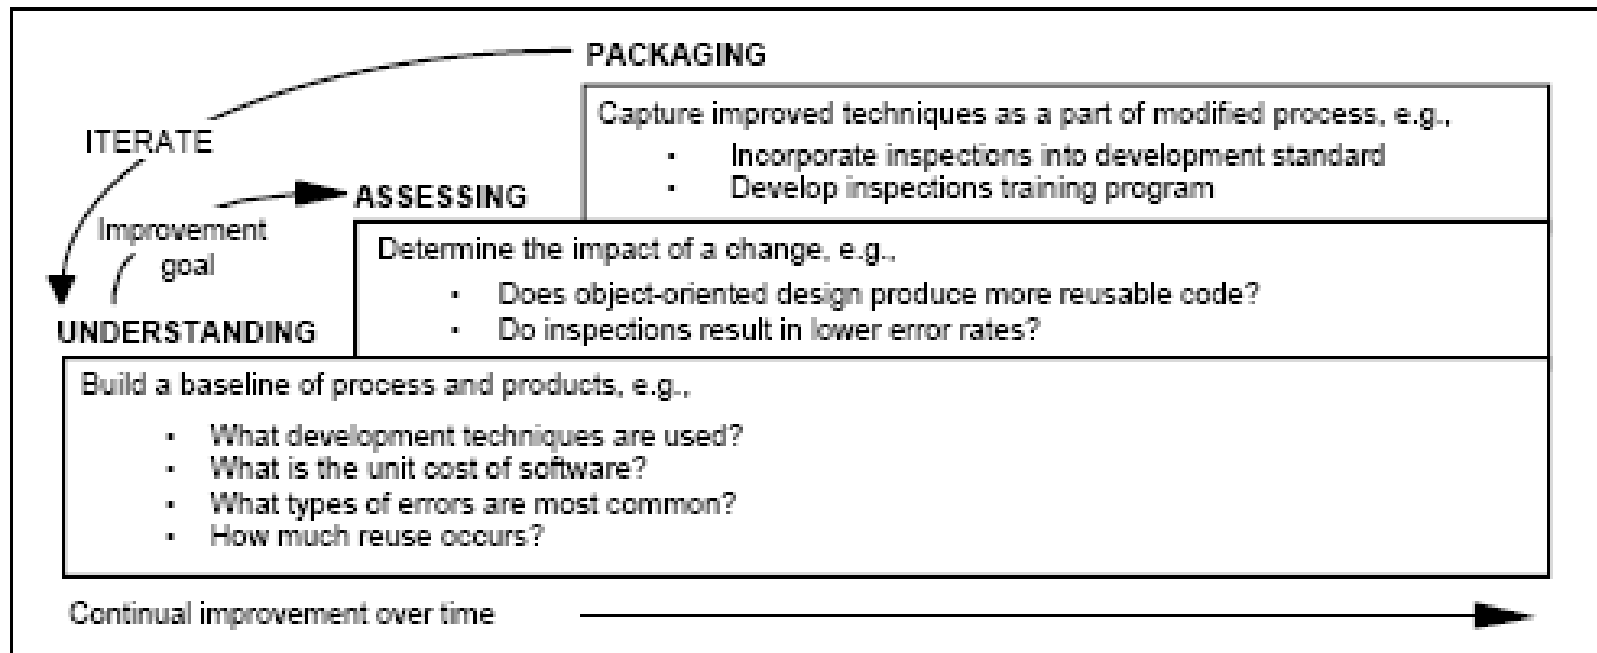 PACKAGING
Capture improved techniques as a part of modified process, e.g.,
• Incorporate inspections into development standard
• Develop inspections training program
ITERATE
ASSESSING
Improvement
goal
Determine the impact of a change, e.g.,
• Does object-oriented design produce more reusable code?
• Do inspections result in lower error rates?
UNDERSTANDING
Build a baseline of process and products, e.g.,
• What development techniques are used?
• What is the unit cost of software?
• What types of errors are most common?
• How much reuse occurs?
Continual improvement over time